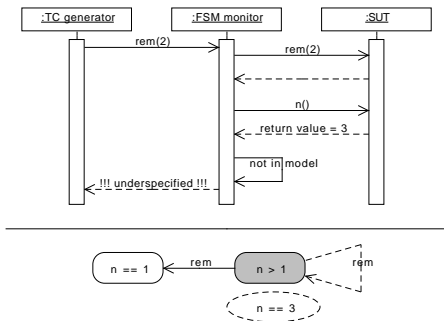 :TC generator :FSM monitor :SUT
rem(2)
rem(2)
n()
return value = 3
not in model
!!! underspecified !!!
n == 1 rem n > 1 rem
n == 3